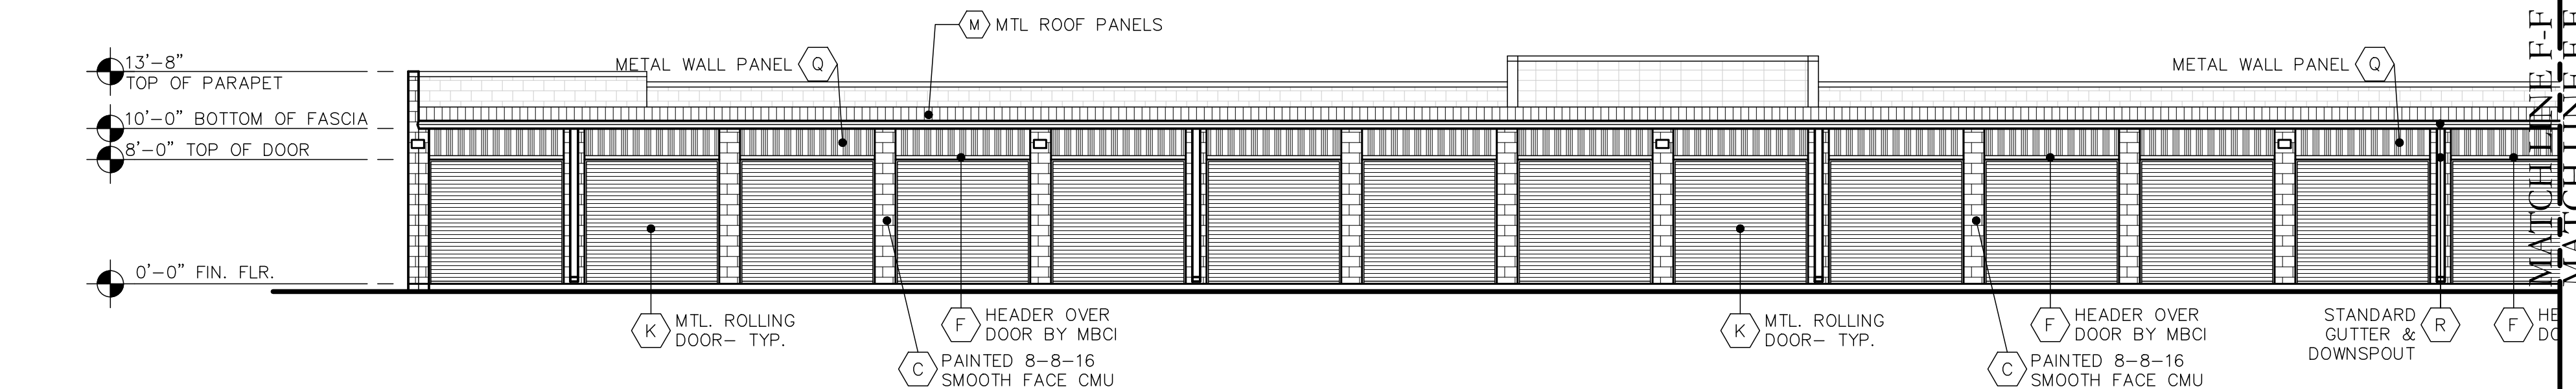 M MTL ROOF PANELS
13'-8"
TOP OF PARAPET
METAL WALL PANEL Q
METAL WALL PANEL Q
10'-0" BOTTOM OF FASCIA
8'-0" TOP OF DOOR
0'-0" FIN. FLR.
K MTL. ROLLING
DOOR- TYP.
F HEADER OVER
DOOR BY MBCI
C PAINTED 8-8-16
SMOOTH FACE CMU
K MTL. ROLLING
DOOR- TYP.
F HEADER OVER
DOOR BY MBCI
C PAINTED 8-8-16
SMOOTH FACE CMU
STANDARD R
GUTTER &
DOWNSPOUT
F HE
DO
MATCH LINE F-F